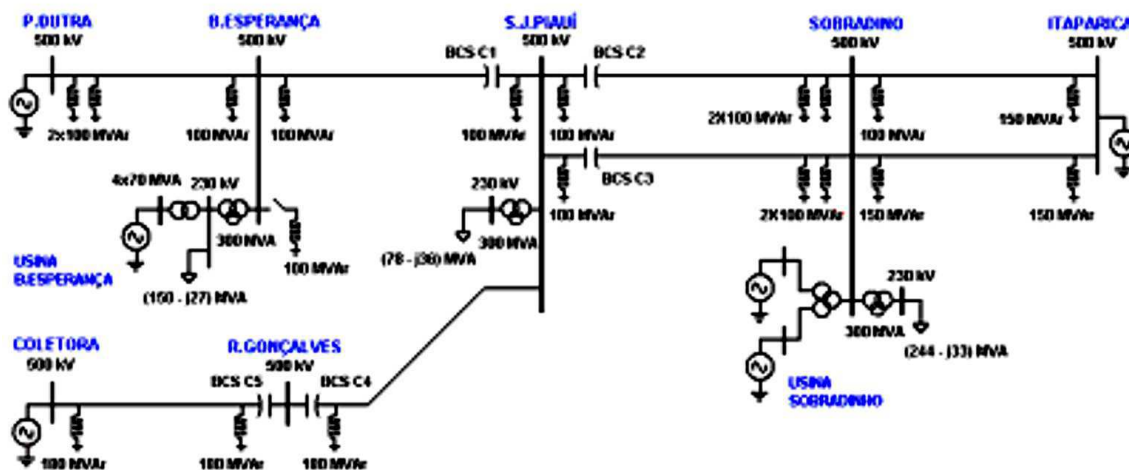 P.DUTRA
500 kV
B.ESPERANÇA
500 kV
S.J.PIAUÍ
500 kV
SOBRADINO
500 kV
ITAPARICA
500 kV
BCS C1
BCS C2
2x100 MVAr
100 MVAr
100 MVAr
100 MVAr
100 MVAr
2X100 MVAr
100 MVAr
150 MVAr
BCS C3
4x70 MVA
230 kV
300 MVA
100 MVAr
USINA
B.ESPERANÇA
(150 - j27) MVA
230 kV
300 MVA
(78 - j36) MVA
100 MVAr
2X100 MVAr
150 MVAr
150 MVAr
230 kV
300 MVA
(244 - j33) MVA
USINA
SOBRADINHO
COLETORA
500 kV
R.GONÇALVES
500 kV
BCS C5
BCS C4
100 MVAr
100 MVAr
100 MVAr